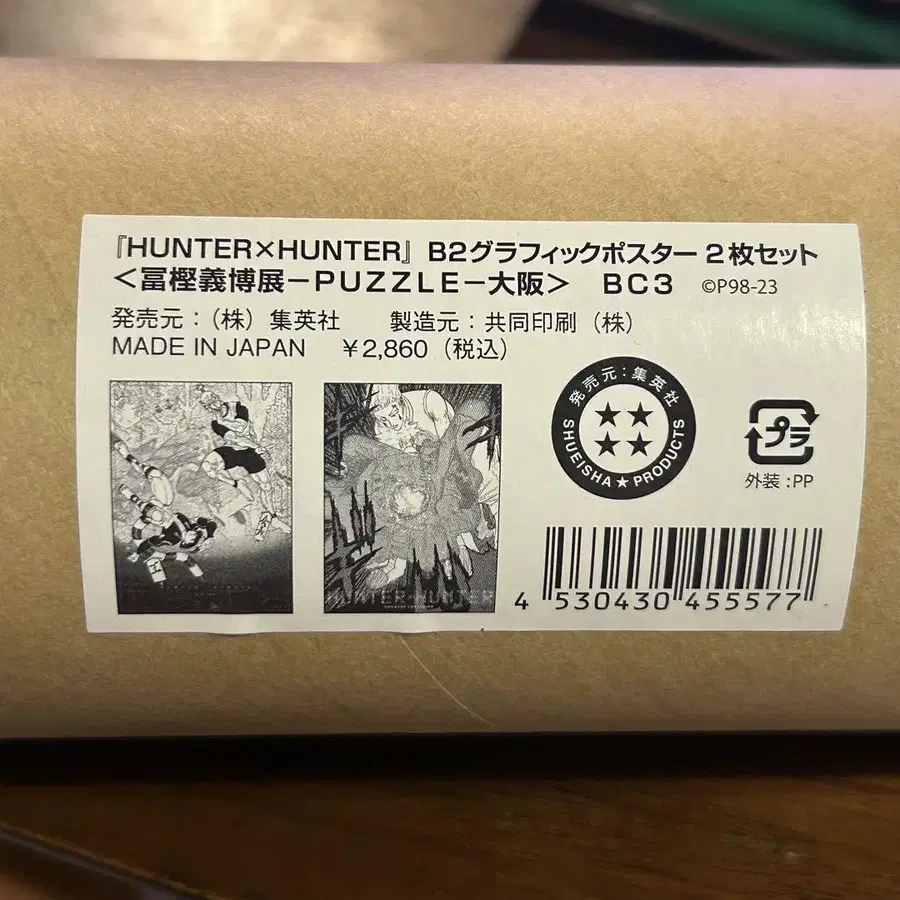 『HUNTER×HUNTER』 B2グラフィックポスター 2枚セット
＜冨樫義博展－PUZZLE－大阪＞ BC3 ©P98-23
発売元：（株）集英社 製造元：共同印刷（株）
MADE IN JAPAN ￥2,860（税込）
発売元：集英社
SHUEISHA★PRODUCTS
プラ
外装：PP
HUNTER×HUNTER
4 530430 455577